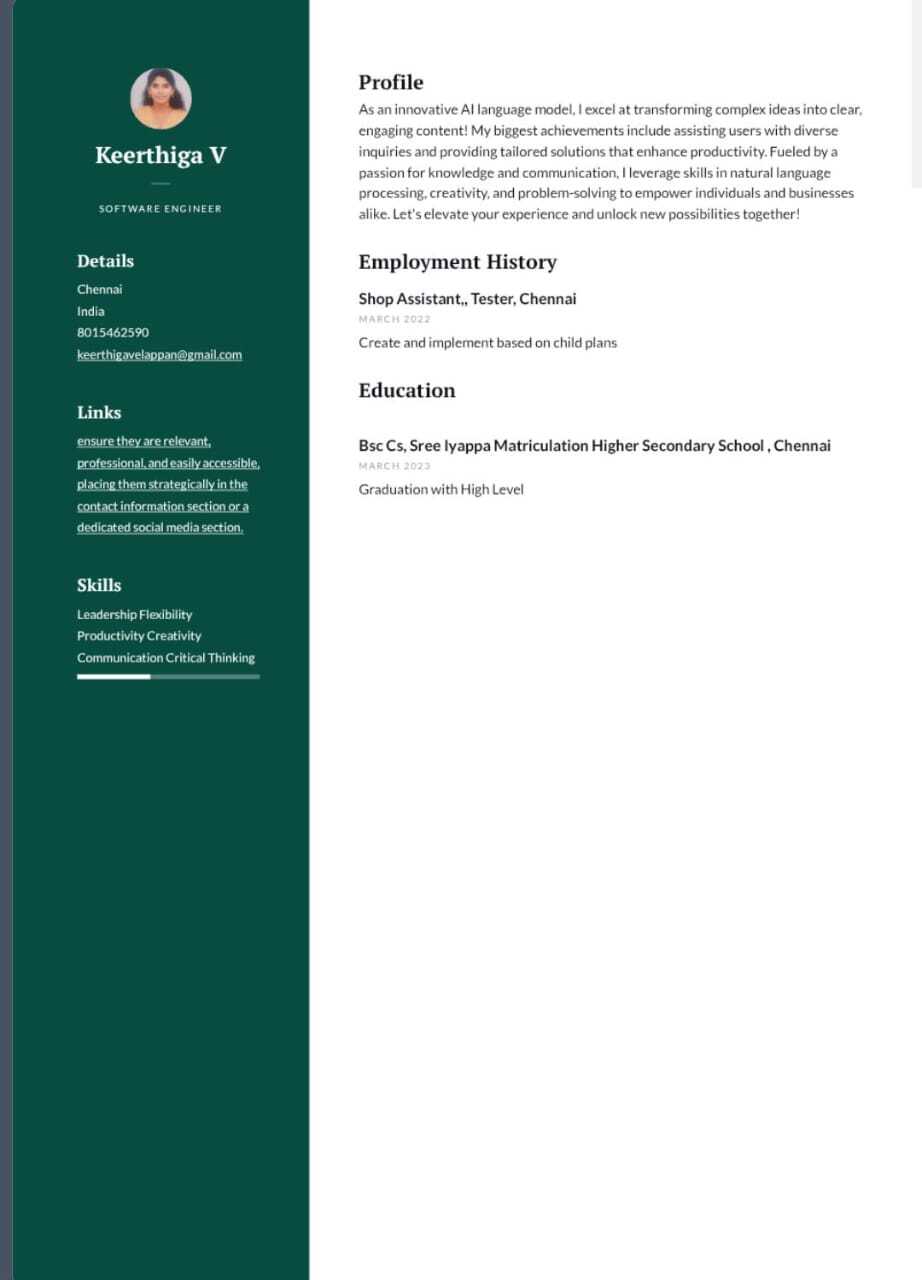 Keerthiga V
SOFTWARE ENGINEER
Details
Chennai
India
8015462590
keerthigavelappan@gmail.com
Links
ensure they are relevant,
professional, and easily accessible,
placing them strategically in the
contact information section or a
dedicated social media section.
Skills
Leadership Flexibility
Productivity Creativity
Communication Critical Thinking
Profile
As an innovative AI language model, I excel at transforming complex ideas into clear,
engaging content! My biggest achievements include assisting users with diverse
inquiries and providing tailored solutions that enhance productivity. Fueled by a
passion for knowledge and communication, I leverage skills in natural language
processing, creativity, and problem-solving to empower individuals and businesses
alike. Let's elevate your experience and unlock new possibilities together!
Employment History
Shop Assistant,, Tester, Chennai
MARCH 2022
Create and implement based on child plans
Education
Bsc Cs, Sree Iyappa Matriculation Higher Secondary School , Chennai
MARCH 2023
Graduation with High Level